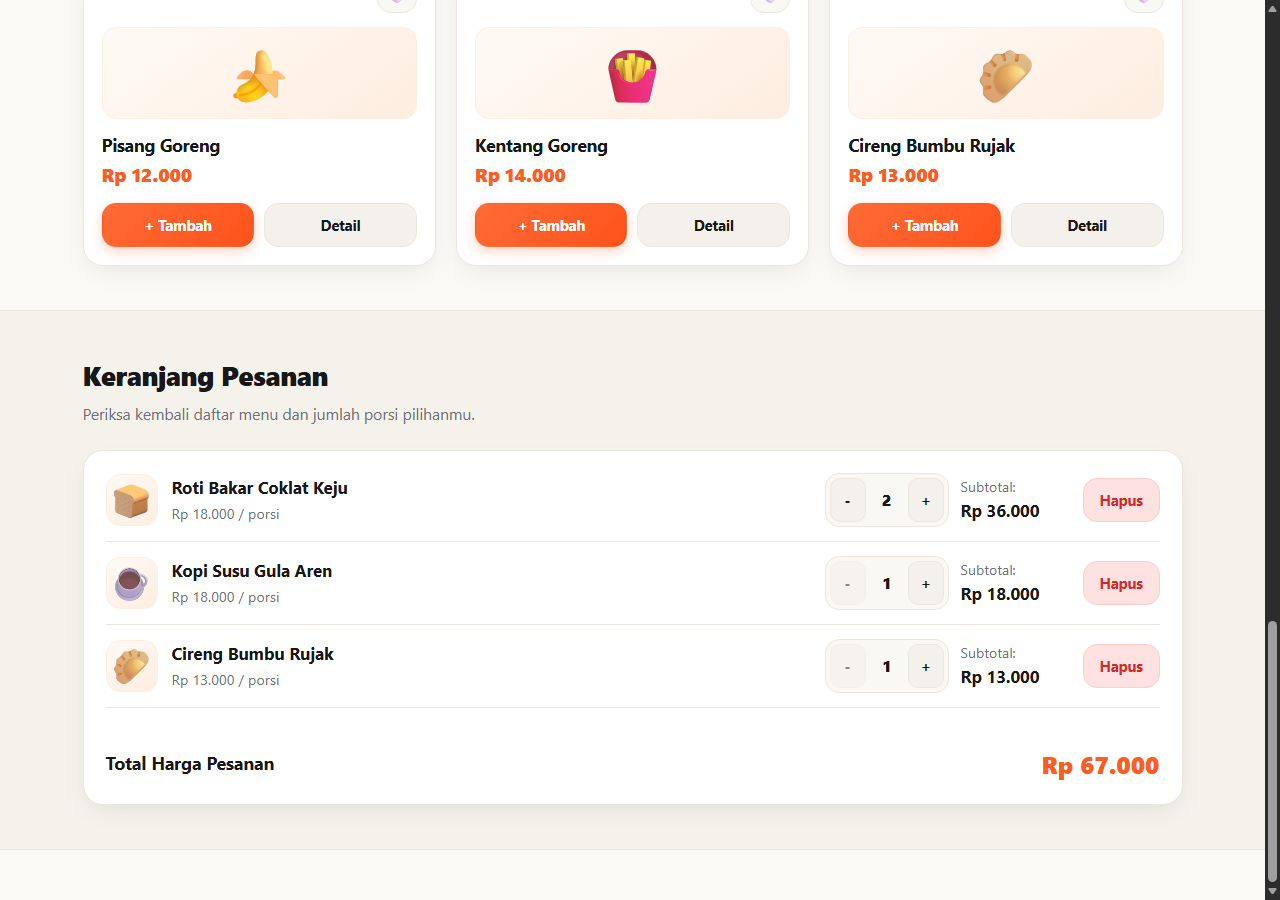 Pisang Goreng
Rp 12.000
+ Tambah
Detail
Kentang Goreng
Rp 14.000
+ Tambah
Detail
Cireng Bumbu Rujak
Rp 13.000
+ Tambah
Detail
Keranjang Pesanan
Periksa kembali daftar menu dan jumlah porsi pilihanmu.
Roti Bakar Coklat Keju
Rp 18.000 / porsi
- 2 +
Subtotal:
Rp 36.000
Hapus
Kopi Susu Gula Aren
Rp 18.000 / porsi
- 1 +
Subtotal:
Rp 18.000
Hapus
Cireng Bumbu Rujak
Rp 13.000 / porsi
- 1 +
Subtotal:
Rp 13.000
Hapus
Total Harga Pesanan
Rp 67.000